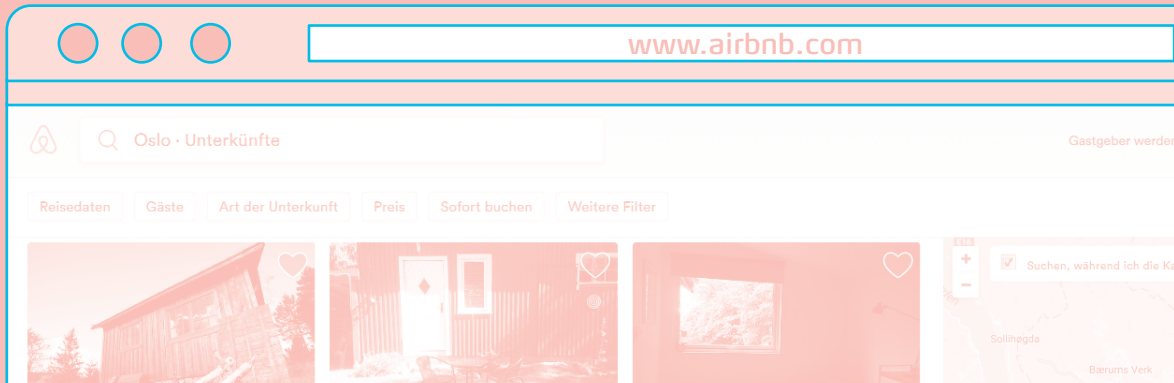 www.airbnb.com
Oslo · Unterkünfte
Gastgeber werden
Reisedaten Gäste Art der Unterkunft Preis Sofort buchen Weitere Filter
Suchen, während ich die Ka
Sollihøgda
Bærums Verk